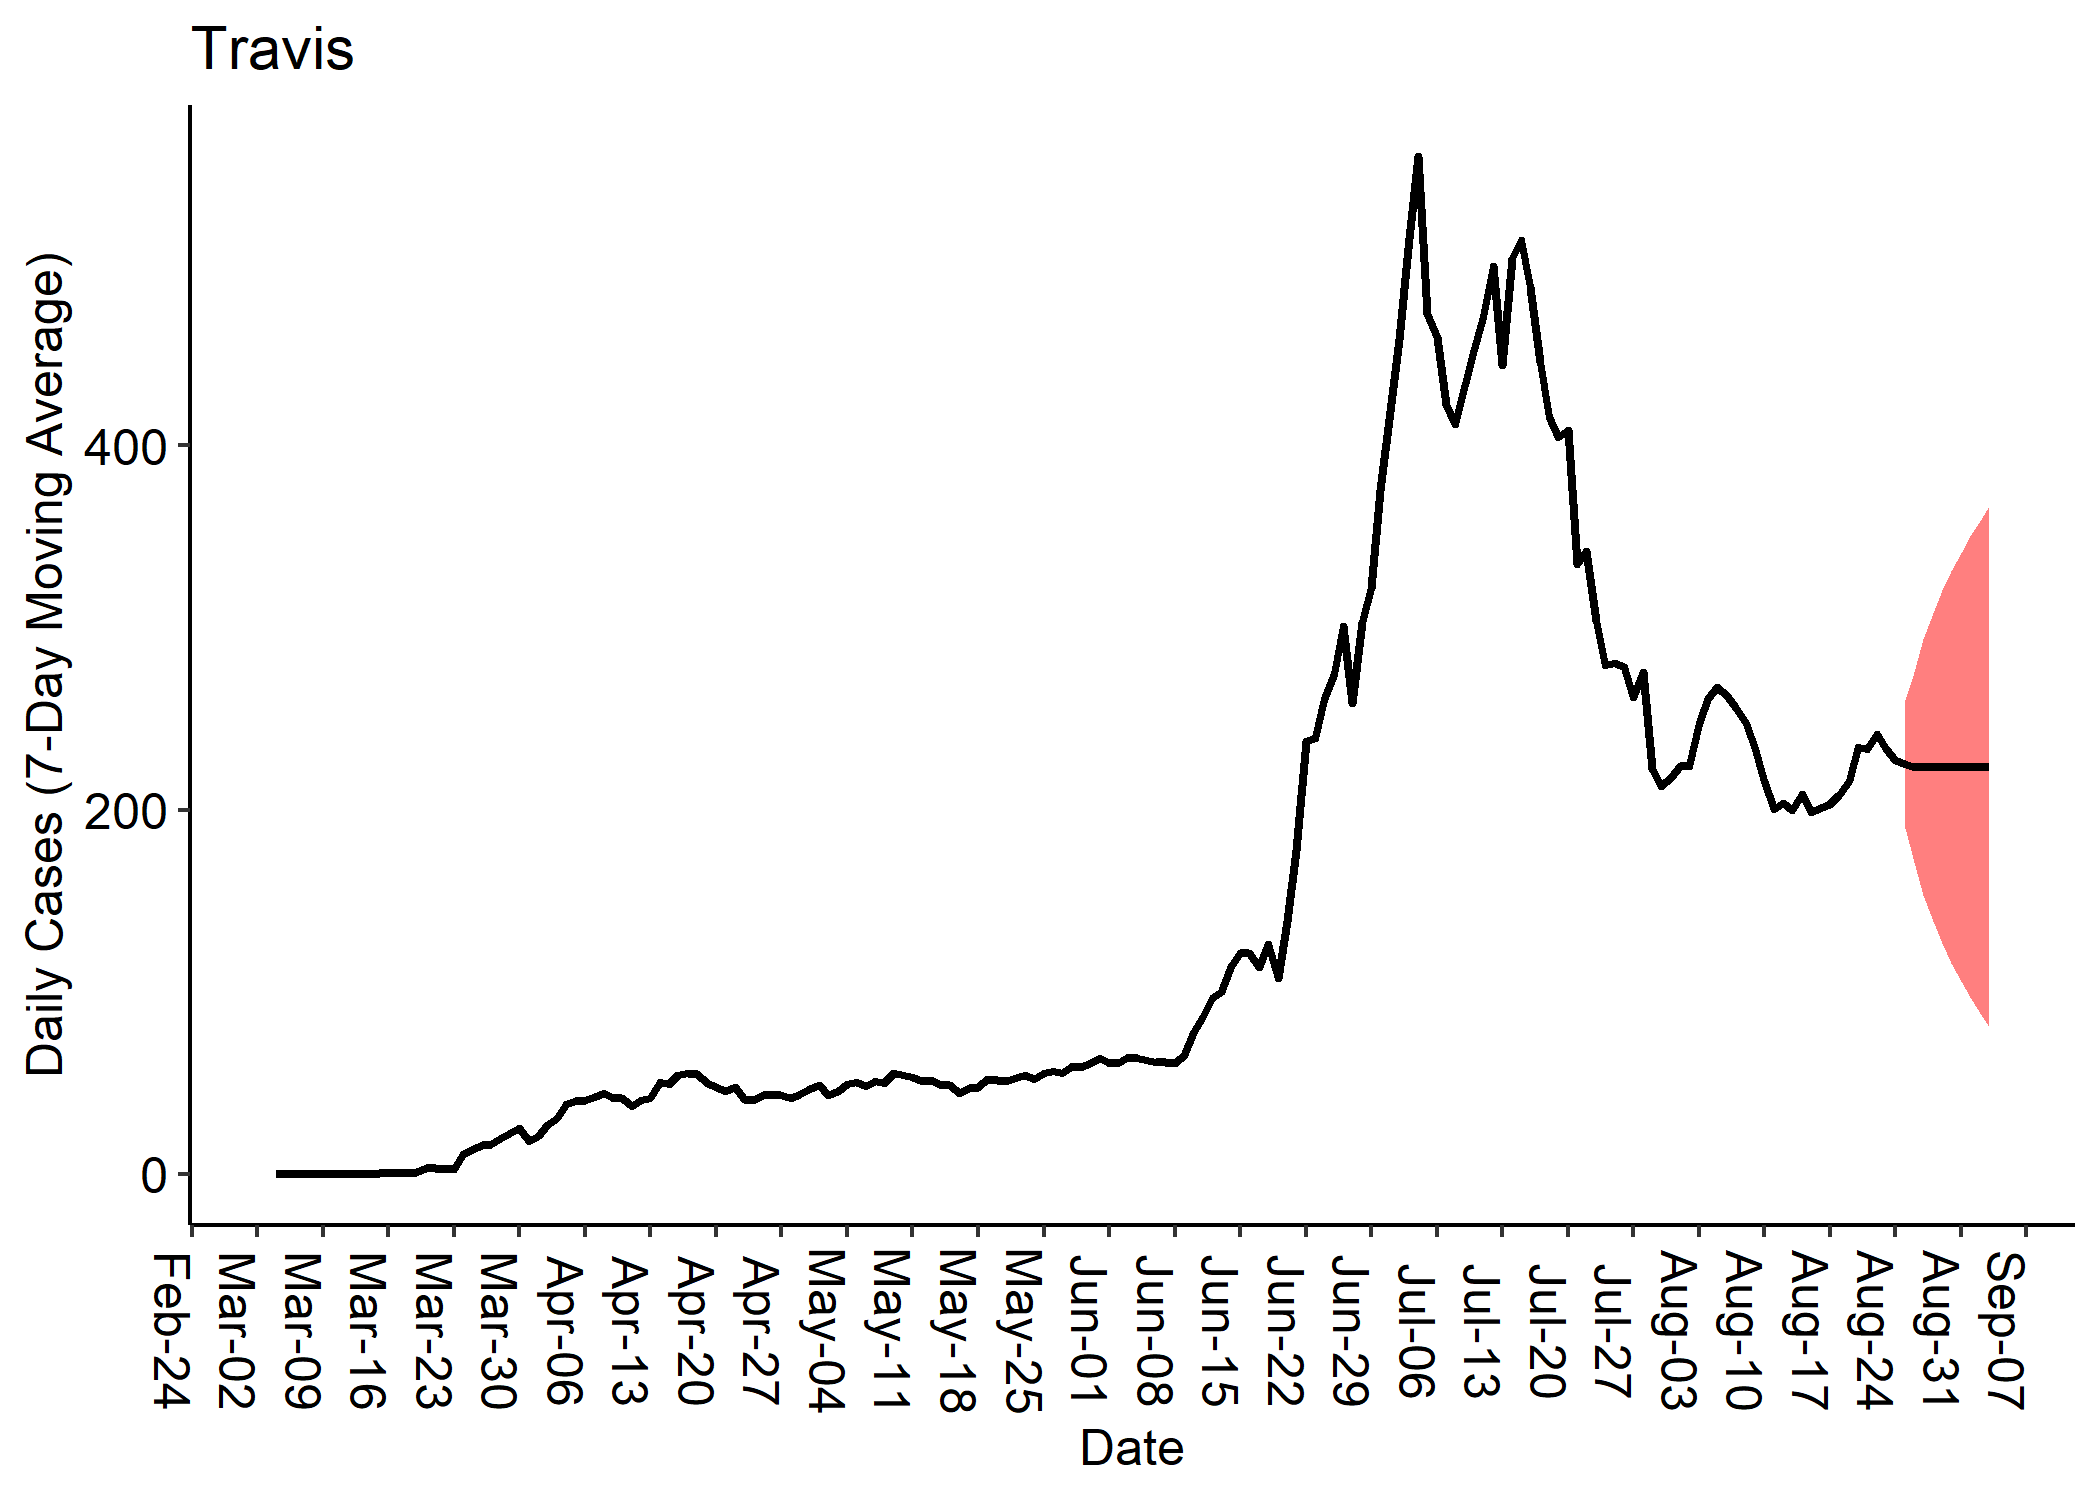 Travis
Daily Cases (7-Day Moving Average)
400
200
0
Feb-24
Mar-02
Mar-09
Mar-16
Mar-23
Mar-30
Apr-06
Apr-13
Apr-20
Apr-27
May-04
May-11
May-18
May-25
Jun-01
Jun-08
Jun-15
Jun-22
Jun-29
Jul-06
Jul-13
Jul-20
Jul-27
Aug-03
Aug-10
Aug-17
Aug-24
Aug-31
Sep-07
Date